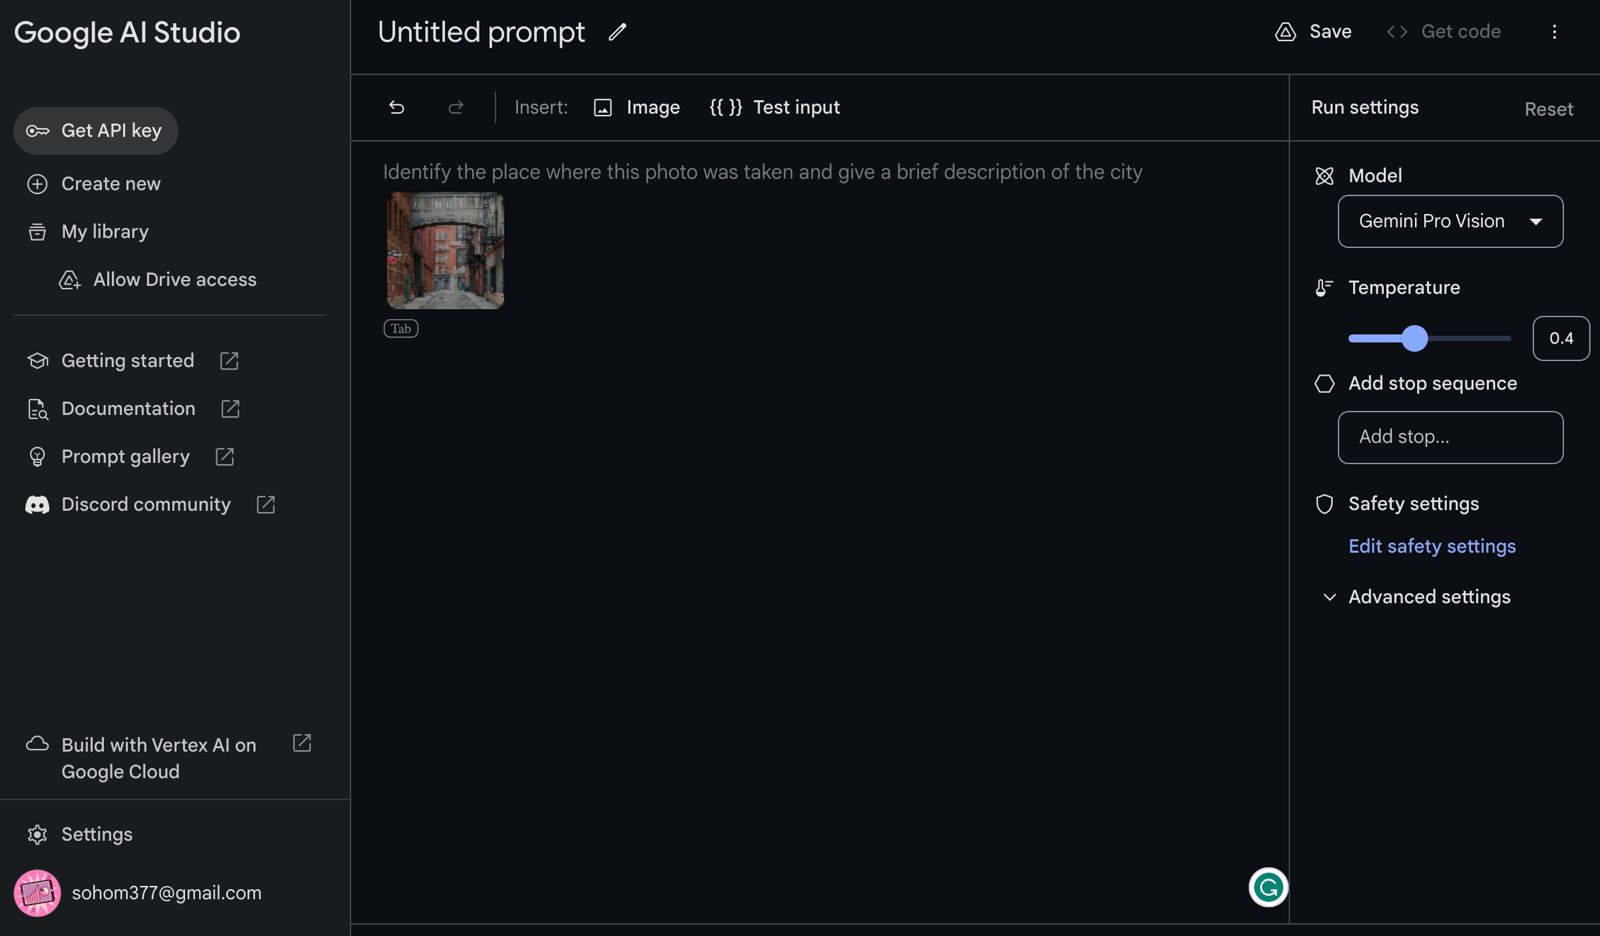 Google AI Studio
Get API key
Create new
My library
Allow Drive access
Getting started
Documentation
Prompt gallery
Discord community
Build with Vertex AI on
Google Cloud
Settings
sohom377@gmail.com
Untitled prompt
Save
<> Get code
Insert:
Image
{{ }} Test input
Identify the place where this photo was taken and give a brief description of the city
Tab
Run settings
Reset
Model
Gemini Pro Vision
Temperature
0.4
Add stop sequence
Add stop...
Safety settings
Edit safety settings
Advanced settings